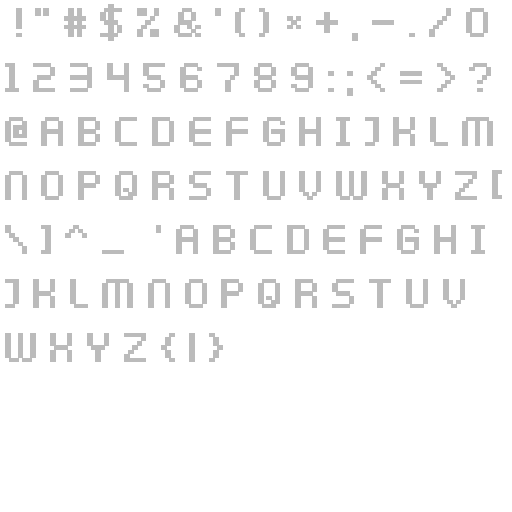 !"#$%&'()×+,-./0
123456789:;<=>?
@ABCDEFGHIJKLM
NOPQRSTUVWXYZ[
\]^_ 'ABCDEFGHI
JKLMNOPQRSTUV
WXYZ{|}